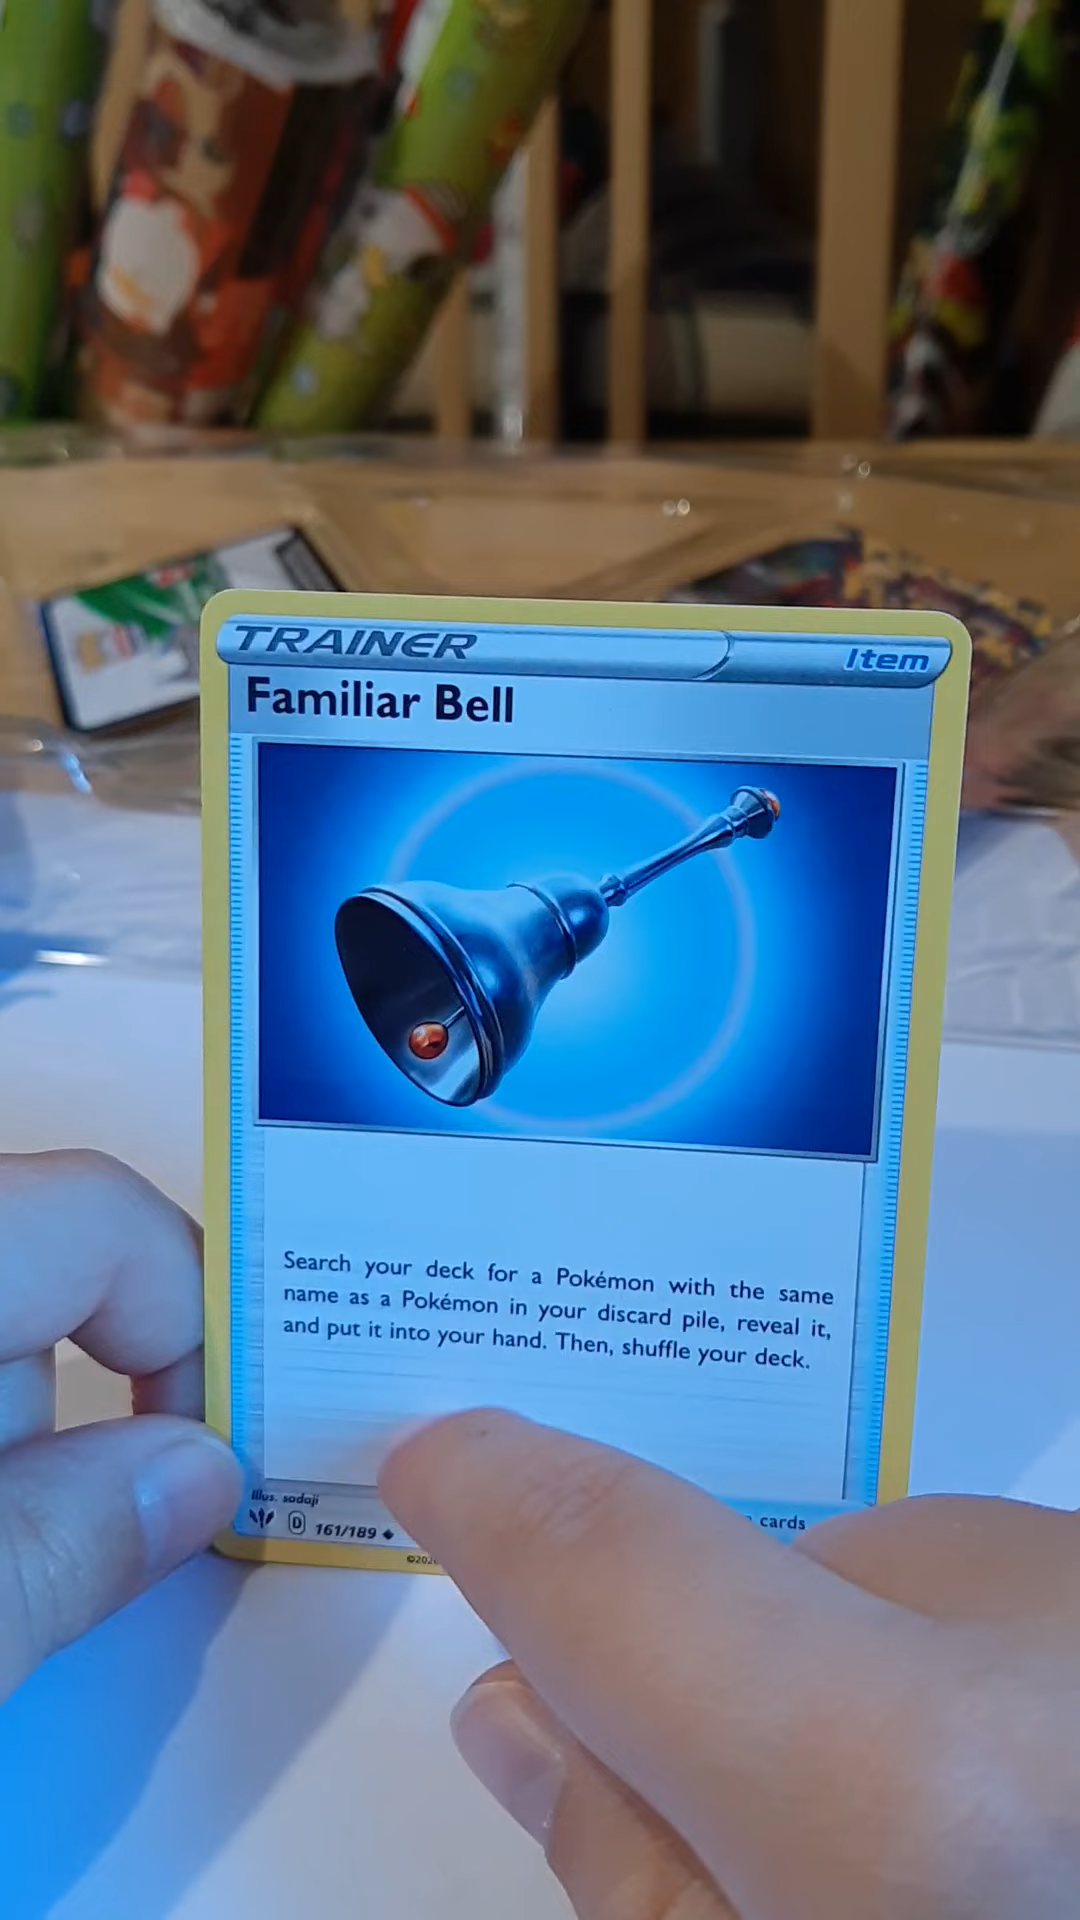 TRAINER
Item
Familiar Bell
Search your deck for a Pokémon with the same
name as a Pokémon in your discard pile, reveal it,
and put it into your hand. Then, shuffle your deck.
Illus. sadaji
cards
D 161/189